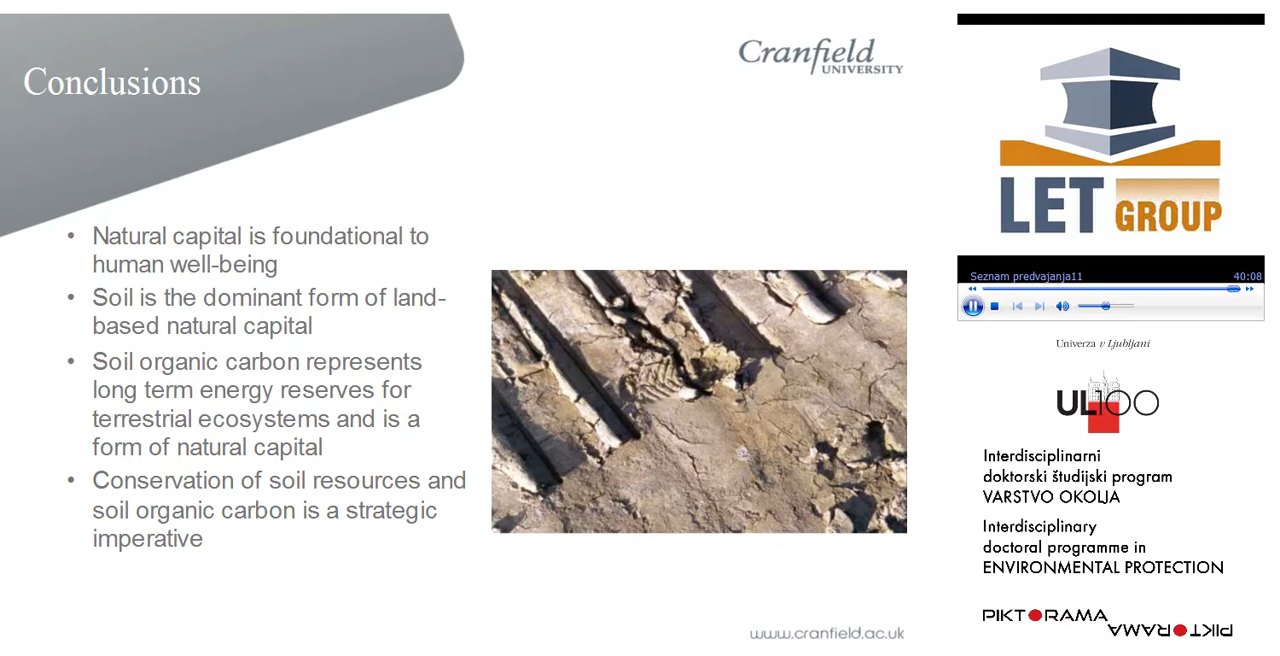 Conclusions
Cranfield
UNIVERSITY
• Natural capital is foundational to
human well-being
• Soil is the dominant form of land-
based natural capital
• Soil organic carbon represents
long term energy reserves for
terrestrial ecosystems and is a
form of natural capital
• Conservation of soil resources and
soil organic carbon is a strategic
imperative
www.cranfield.ac.uk
LET GROUP
Seznam predvajanja11 40:08
Univerza v Ljubljani
UL100
Interdisciplinarni
doktorski študijski program
VARSTVO OKOLJA
Interdisciplinary
doctoral programme in
ENVIRONMENTAL PROTECTION
PIKTORAMA
PIKTORAMA